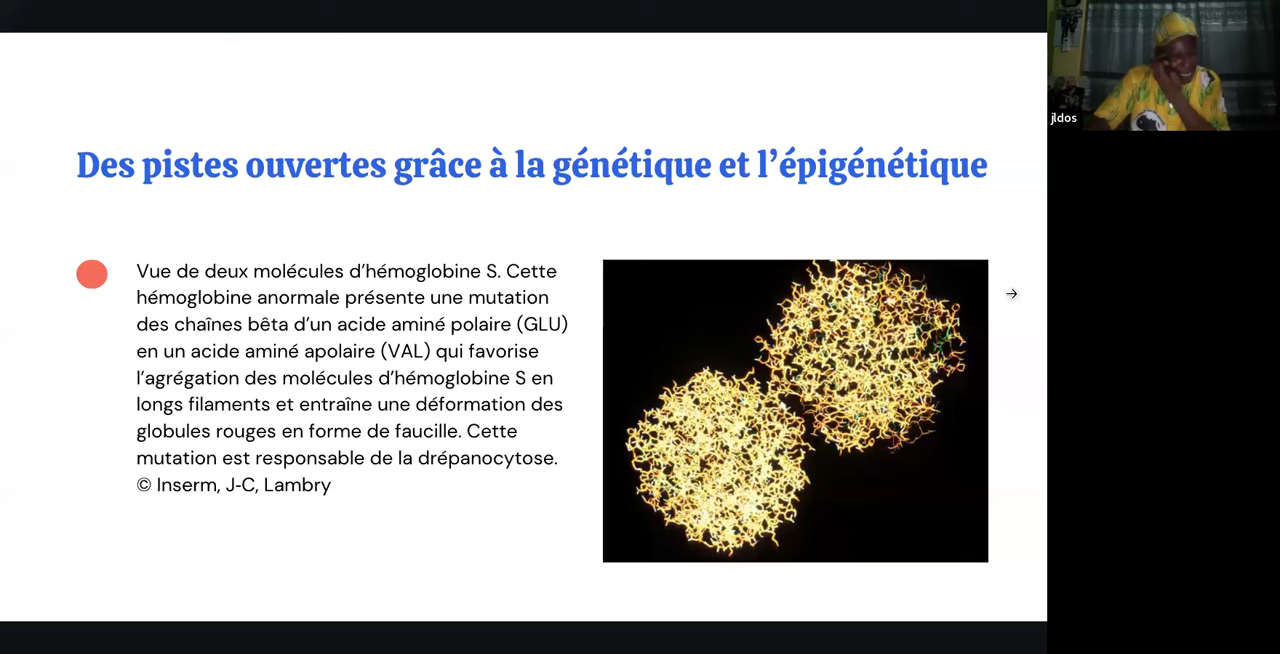 Des pistes ouvertes grâce à la génétique et l’épigénétique
Vue de deux molécules d’hémoglobine S. Cette
hémoglobine anormale présente une mutation
des chaînes bêta d’un acide aminé polaire (GLU)
en un acide aminé apolaire (VAL) qui favorise
l’agrégation des molécules d’hémoglobine S en
longs filaments et entraîne une déformation des
globules rouges en forme de faucille. Cette
mutation est responsable de la drépanocytose.
© Inserm, J-C, Lambry
jldos